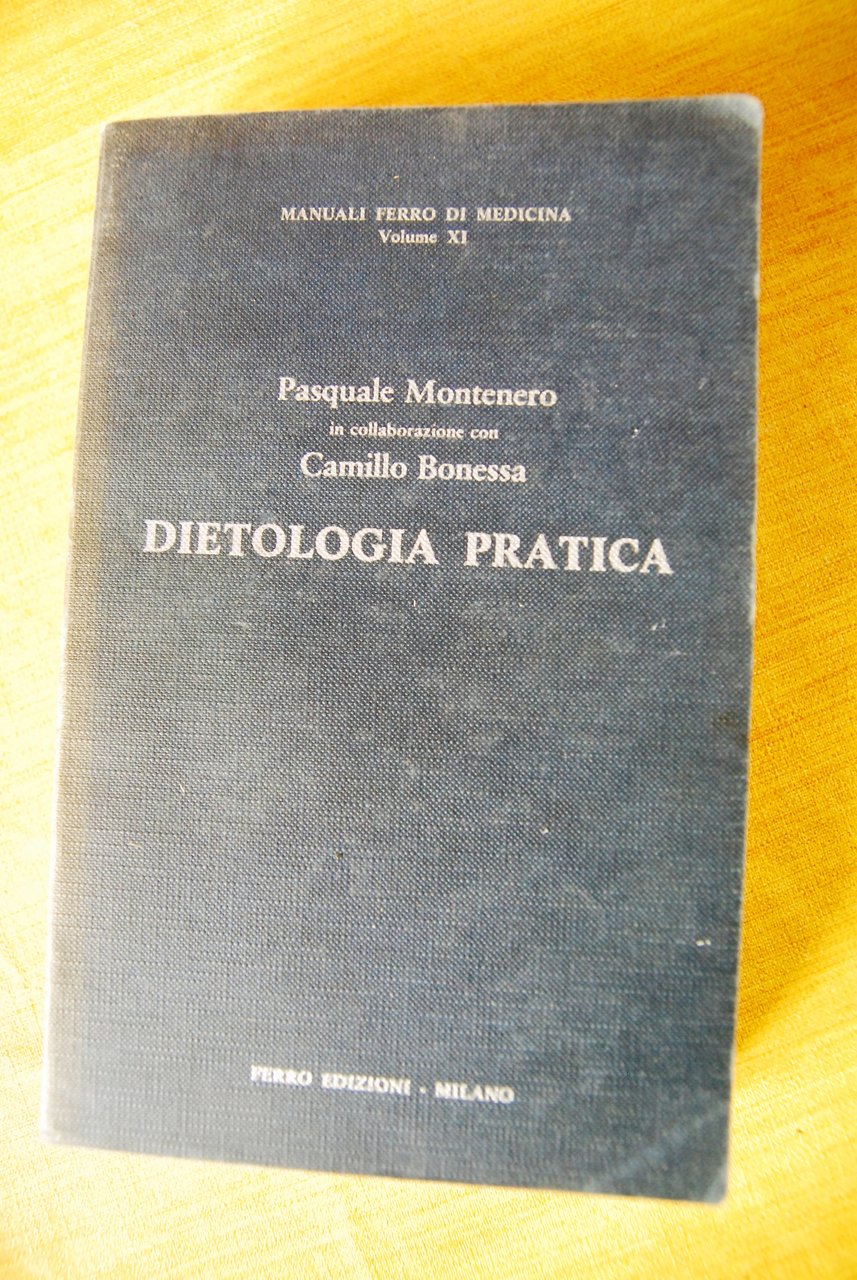 MANUALI FERRO DI MEDICINA
Volume XI
Pasquale Montenero
in collaborazione con
Camillo Bonessa
DIETOLOGIA PRATICA
FERRO EDIZIONI - MILANO